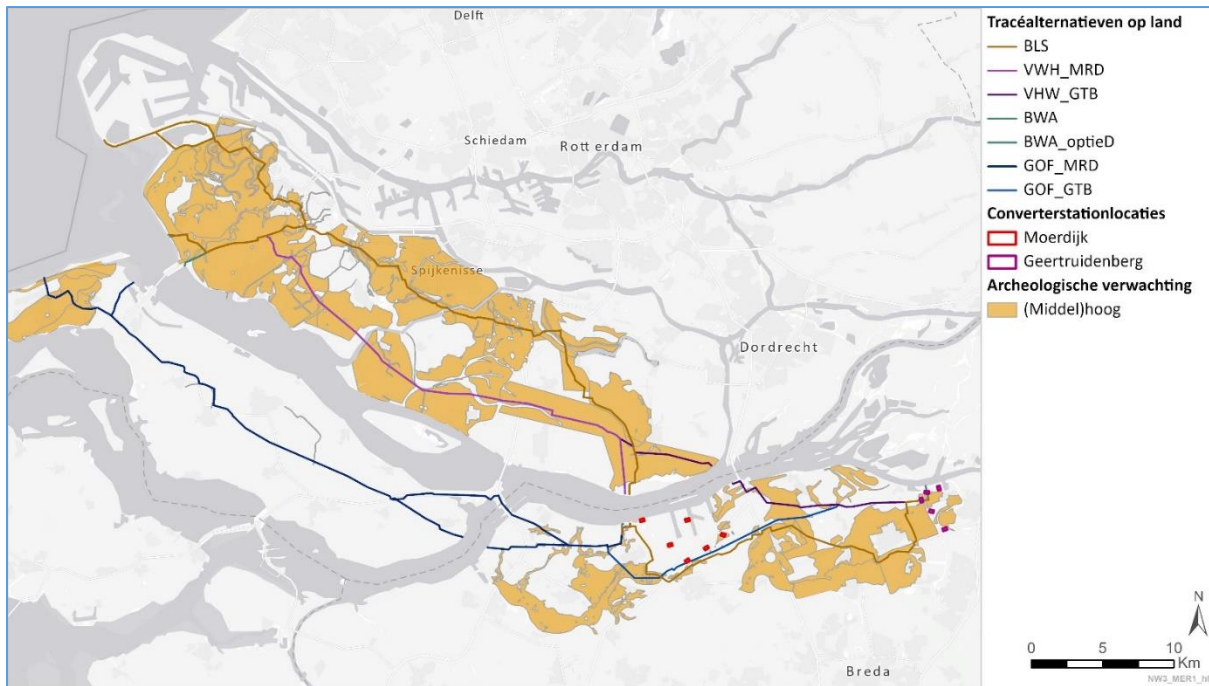 Delft
Schiedam
Rotterdam
Spijkenisse
Dordrecht
Breda
Tracéalternatieven op land
BLS
VWH_MRD
VHW_GTB
BWA
BWA_optieD
GOF_MRD
GOF_GTB
Converterstationlocaties
Moerdijk
Geertruidenberg
Archeologische verwachting
(Middel)hoog
N
0 5 10
Km